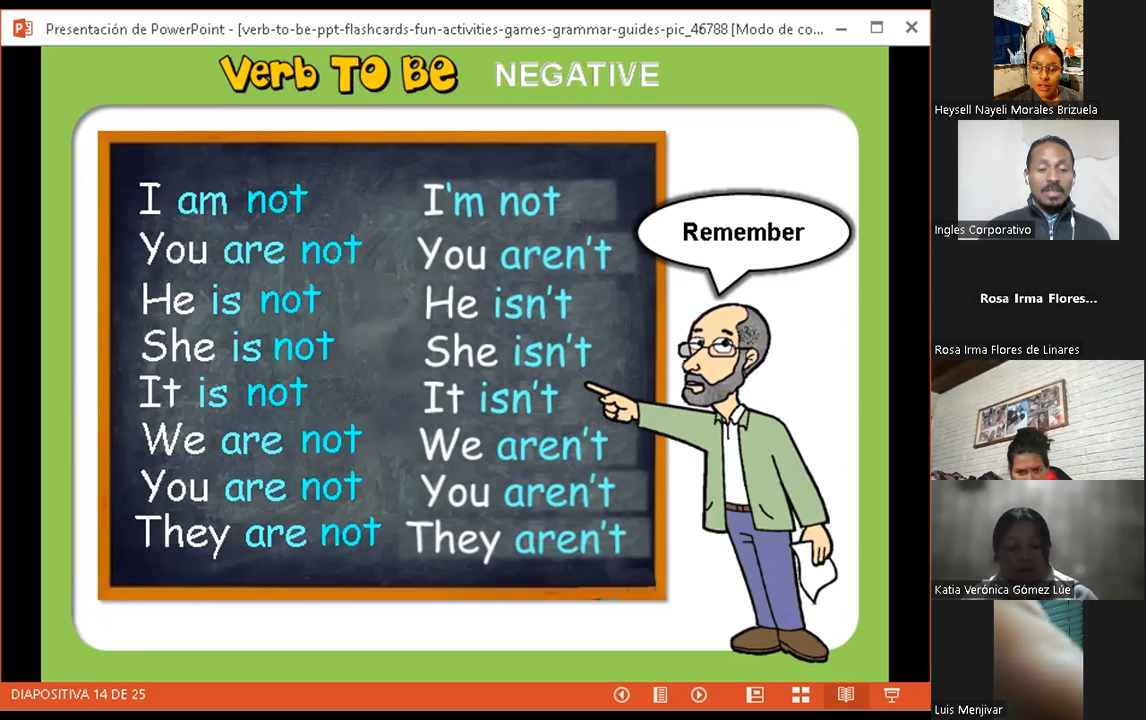 Presentación de PowerPoint - [verb-to-be-ppt-flashcards-fun-activities-games-grammar-guides-pic_46788 [Modo de co...
Verb TO Be NEGATIVE
I am not
You are not
He is not
She is not
It is not
We are not
You are not
They are not
I'm not
You aren't
He isn't
She isn't
It isn't
We aren't
You aren't
They aren't
Remember
DIAPOSITIVA 14 DE 25
Heysell Nayeli Morales Brizuela
Ingles Corporativo
Rosa Irma Flores...
Rosa Irma Flores de Linares
Katia Verónica Gómez Lúe
Luis Menjivar